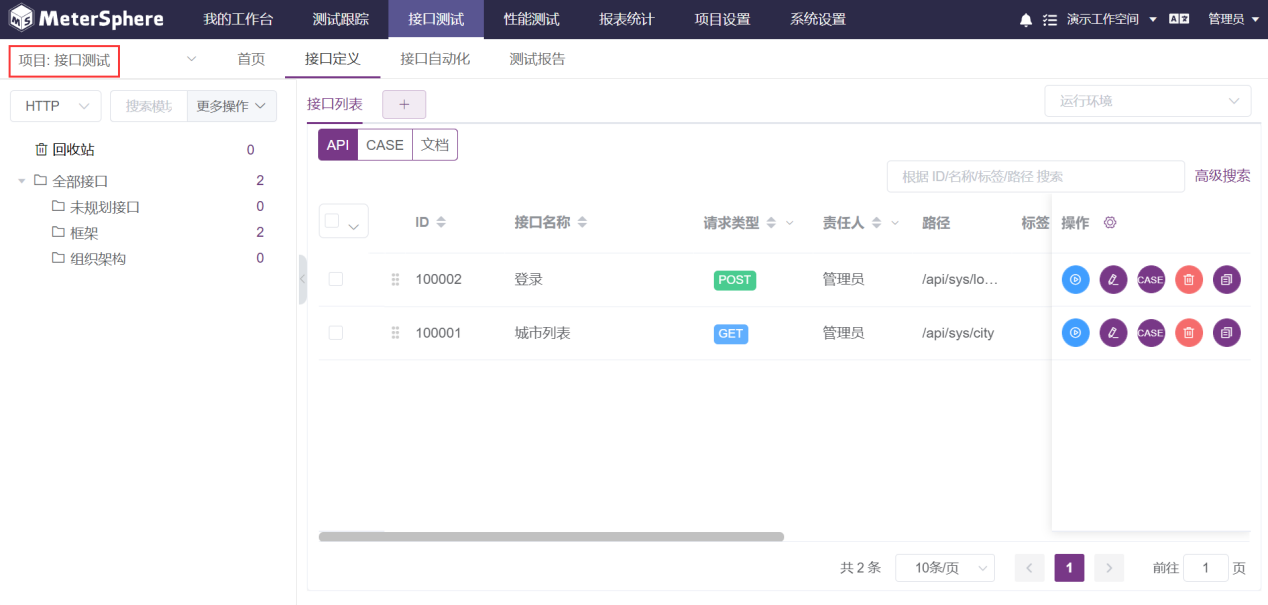 MeterSphere 我的工作台 测试跟踪 接口测试 性能测试 报表统计 项目设置 系统设置 演示工作空间 管理员
项目: 接口测试 首页 接口定义 接口自动化 测试报告
HTTP 搜索模块 更多操作
回收站 0
全部接口 2
未规划接口 0
框架 2
组织架构 0
接口列表 + 运行环境
API CASE 文档
根据 ID/名称/标签/路径 搜索 高级搜索
ID 接口名称 请求类型 责任人 路径 标签 操作
100002 登录 POST 管理员 /api/sys/lo... CASE
100001 城市列表 GET 管理员 /api/sys/city CASE
共 2 条 10条/页 1 前往 1 页